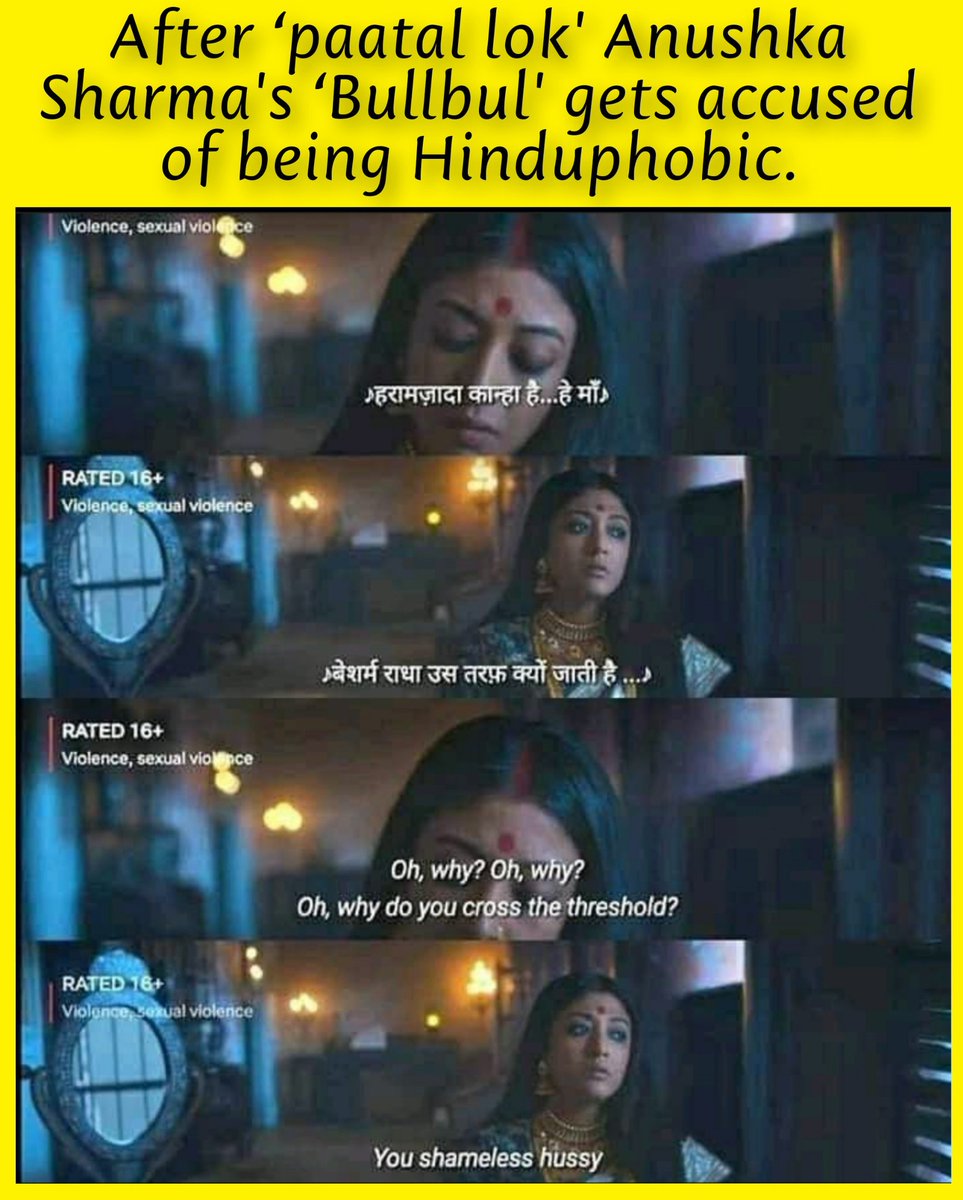 After ‘paatal lok' Anushka
Sharma's ‘Bullbul' gets accused
of being Hinduphobic.
Violence, sexual violence
♪हरामज़ादा कान्हा है...हे माँ♪
RATED 16+
Violence, sexual violence
♪बेशर्म राधा उस तरफ़ क्यों जाती है ...♪
RATED 16+
Violence, sexual violence
Oh, why? Oh, why?
Oh, why do you cross the threshold?
RATED 16+
Violence, sexual violence
You shameless hussy